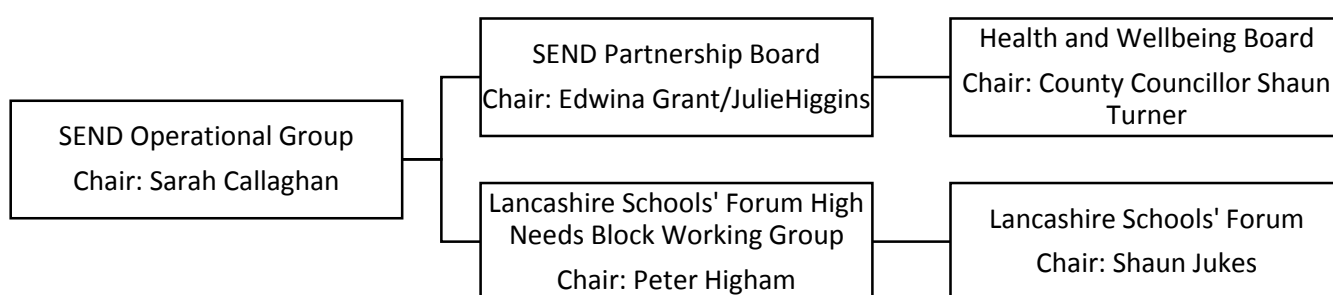 SEND Operational Group
Chair: Sarah Callaghan
SEND Partnership Board
Chair: Edwina Grant/JulieHiggins
Health and Wellbeing Board
Chair: County Councillor Shaun
Turner
Lancashire Schools' Forum High
Needs Block Working Group
Chair: Peter Higham
Lancashire Schools' Forum
Chair: Shaun Jukes